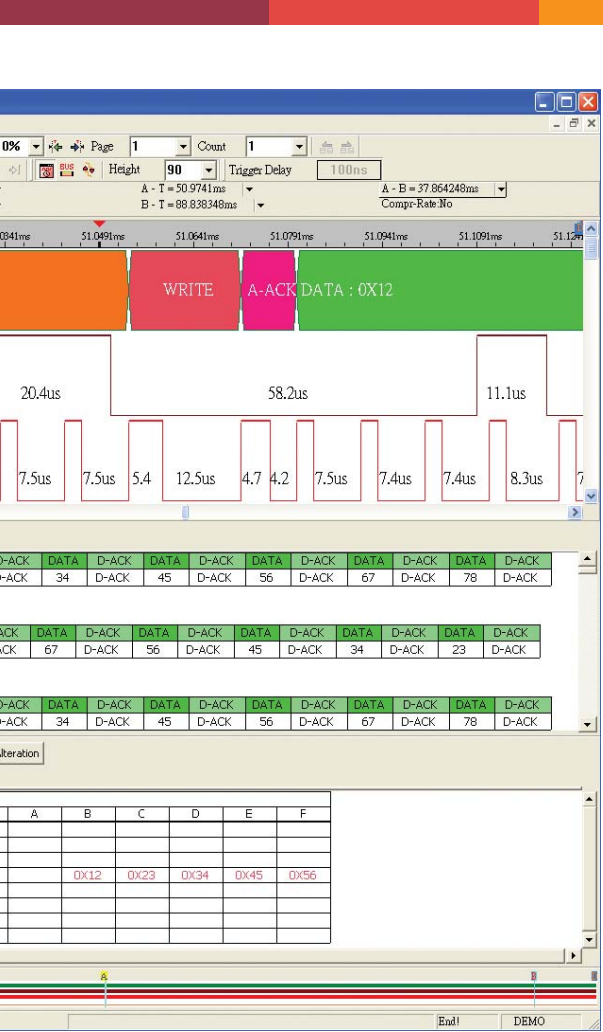 0% Page 1 Count 1
BUS Height 90 Trigger Delay 100ns
A - T = 50.9741ms A - B = 37.864248ms
B - T = 88.838348ms Compr-Rate:No
0341ms 51.0491ms 51.0641ms 51.0791ms 51.0941ms 51.1091ms
WRITE A-ACK DATA : 0X12
20.4us 58.2us 11.1us
7.5us 7.5us 5.4 12.5us 4.7 4.2 7.5us 7.4us 7.4us 8.3us 7
D-ACK DATA D-ACK DATA D-ACK DATA D-ACK DATA D-ACK DATA D-ACK
D-ACK 34 D-ACK 45 D-ACK 56 D-ACK 67 D-ACK 78 D-ACK
ACK DATA D-ACK DATA D-ACK DATA D-ACK DATA D-ACK DATA D-ACK
ACK 67 D-ACK 56 D-ACK 45 D-ACK 34 D-ACK 23 D-ACK
D-ACK DATA D-ACK DATA D-ACK DATA D-ACK DATA D-ACK DATA D-ACK
D-ACK 34 D-ACK 45 D-ACK 56 D-ACK 67 D-ACK 78 D-ACK
lteration
A B C D E F
0X12 0X23 0X34 0X45 0X56
A B
End! DEMO